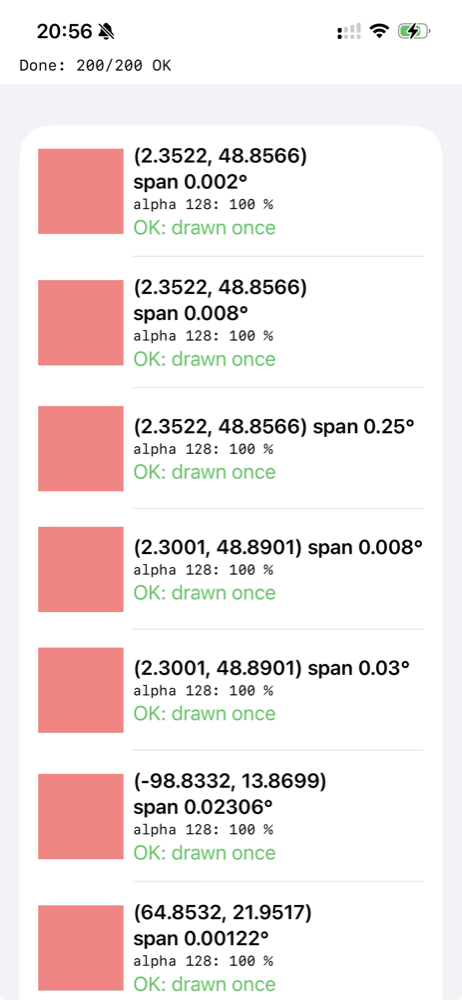 20:56
Done: 200/200 OK
(2.3522, 48.8566)
span 0.002°
alpha 128: 100 %
OK: drawn once
(2.3522, 48.8566)
span 0.008°
alpha 128: 100 %
OK: drawn once
(2.3522, 48.8566) span 0.25°
alpha 128: 100 %
OK: drawn once
(2.3001, 48.8901) span 0.008°
alpha 128: 100 %
OK: drawn once
(2.3001, 48.8901) span 0.03°
alpha 128: 100 %
OK: drawn once
(-98.8332, 13.8699)
span 0.02306°
alpha 128: 100 %
OK: drawn once
(64.8532, 21.9517)
span 0.00122°
alpha 128: 100 %
OK: drawn once